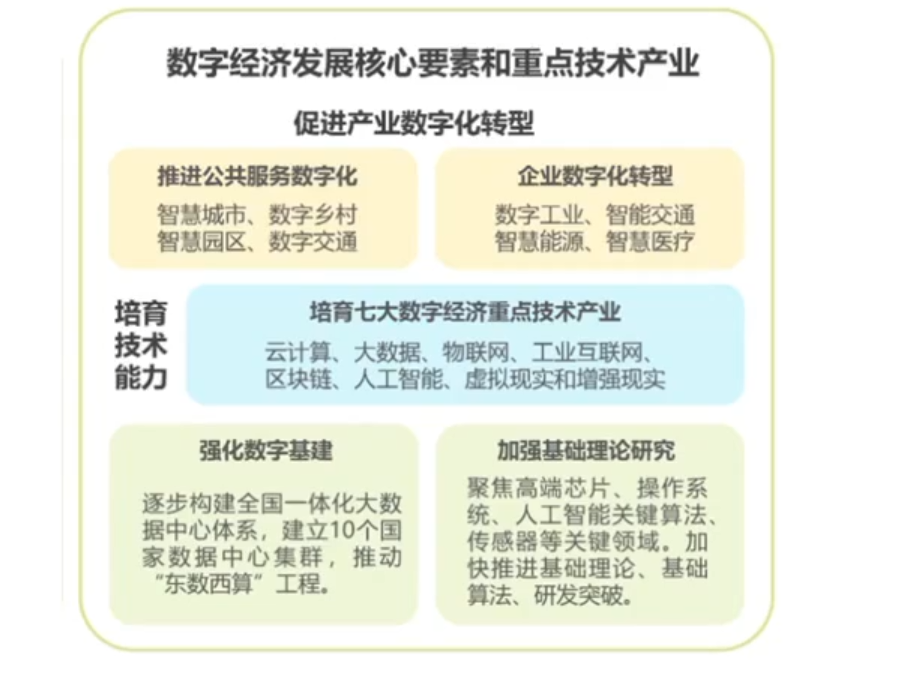 数字经济发展核心要素和重点技术产业
促进产业数字化转型
推进公共服务数字化
智慧城市、数字乡村
智慧园区、数字交通
企业数字化转型
数字工业、智能交通
智慧能源、智慧医疗
培育
技术
能力
培育七大数字经济重点技术产业
云计算、大数据、物联网、工业互联网、
区块链、人工智能、虚拟现实和增强现实
强化数字基建
逐步构建全国一体化大数
据中心体系，建立10个国
家数据中心集群，推动
“东数西算”工程。
加强基础理论研究
聚焦高端芯片、操作系
统、人工智能关键算法、
传感器等关键领域。加
快推进基础理论、基础
算法、研发突破。